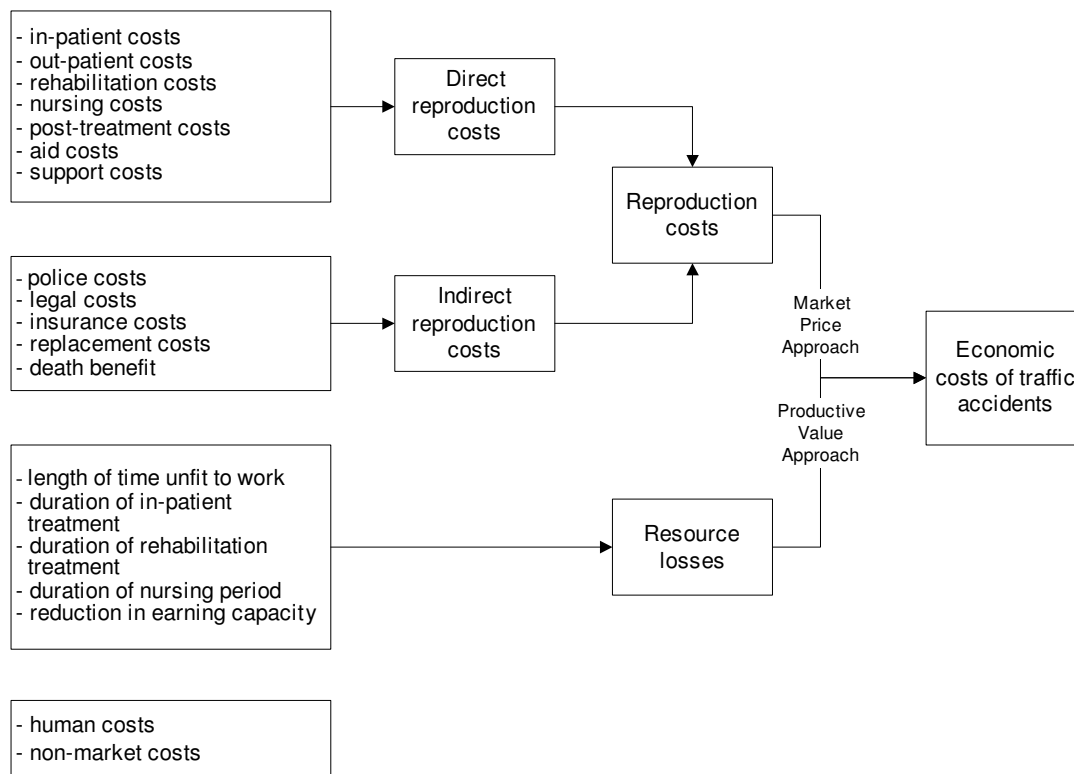 - in-patient costs
- out-patient costs
- rehabilitation costs
- nursing costs
- post-treatment costs
- aid costs
- support costs
Direct
reproduction
costs
Reproduction
costs
- police costs
- legal costs
- insurance costs
- replacement costs
- death benefit
Indirect
reproduction
costs
Market
Price
Approach
Economic
costs of traffic
accidents
Productive
Value
Approach
- length of time unfit to work
- duration of in-patient
treatment
- duration of rehabilitation
treatment
- duration of nursing period
- reduction in earning capacity
Resource
losses
- human costs
- non-market costs